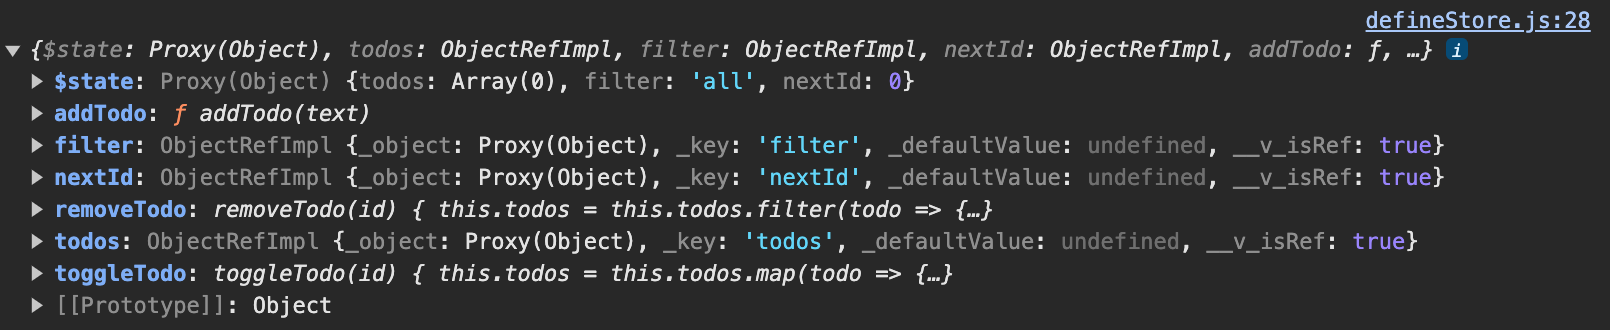 defineStore.js:28
▼ {$state: Proxy(Object), todos: ObjectRefImpl, filter: ObjectRefImpl, nextId: ObjectRefImpl, addTodo: ƒ, …} i
▶ $state: Proxy(Object) {todos: Array(0), filter: 'all', nextId: 0}
▶ addTodo: ƒ addTodo(text)
▶ filter: ObjectRefImpl {_object: Proxy(Object), _key: 'filter', _defaultValue: undefined, __v_isRef: true}
▶ nextId: ObjectRefImpl {_object: Proxy(Object), _key: 'nextId', _defaultValue: undefined, __v_isRef: true}
▶ removeTodo: removeTodo(id) { this.todos = this.todos.filter(todo => {…}
▶ todos: ObjectRefImpl {_object: Proxy(Object), _key: 'todos', _defaultValue: undefined, __v_isRef: true}
▶ toggleTodo: toggleTodo(id) { this.todos = this.todos.map(todo => {…}
▶ [[Prototype]]: Object